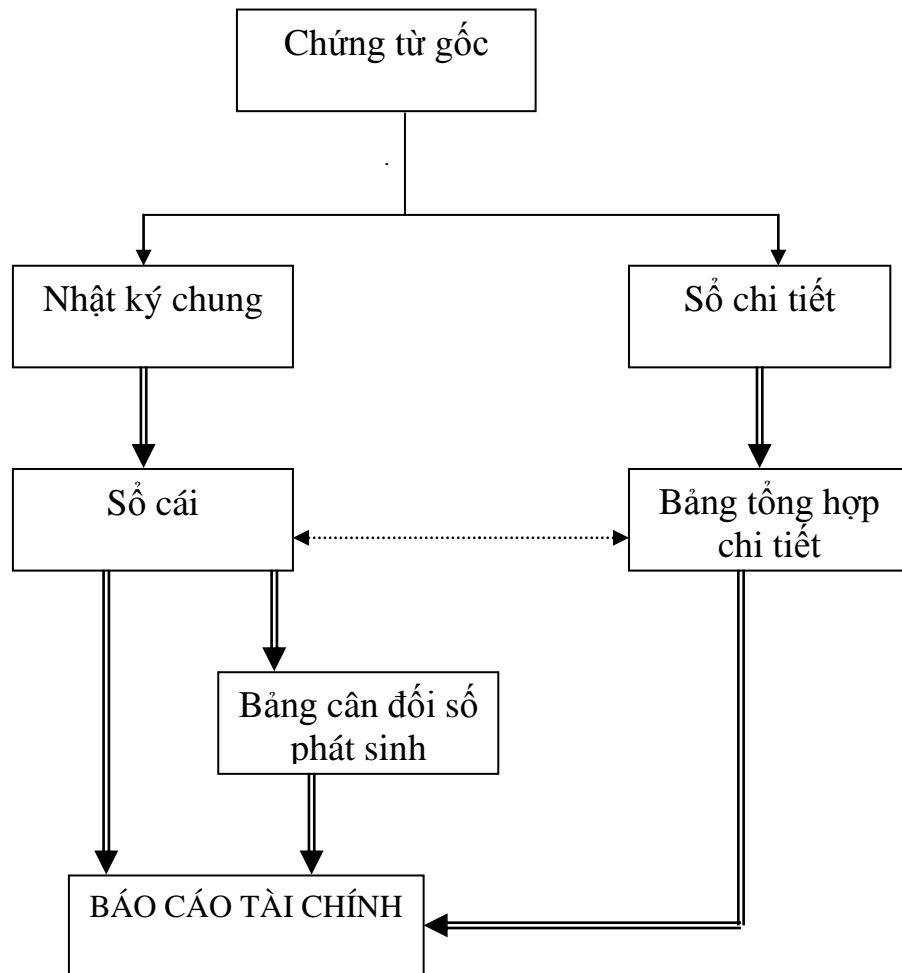 Chứng từ gốc
Nhật ký chung
Sổ chi tiết
Sổ cái
Bảng tổng hợp
chi tiết
Bảng cân đối số
phát sinh
BÁO CÁO TÀI CHÍNH